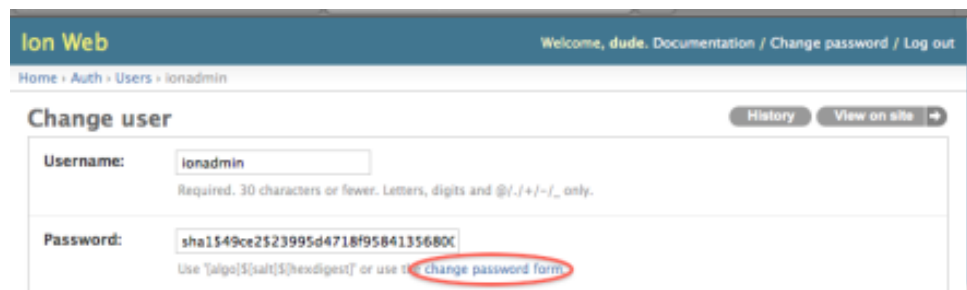 Ion Web
Welcome, dude. Documentation / Change password / Log out
Home › Auth › Users › ionadmin
Change user
History View on site
Username: ionadmin
Required. 30 characters or fewer. Letters, digits and @/./+/-/_ only.
Password: sha1$49ce2$23995d4718f9584135680
Use '[algo]$[salt]$[hexdigest]' or use the change password form.